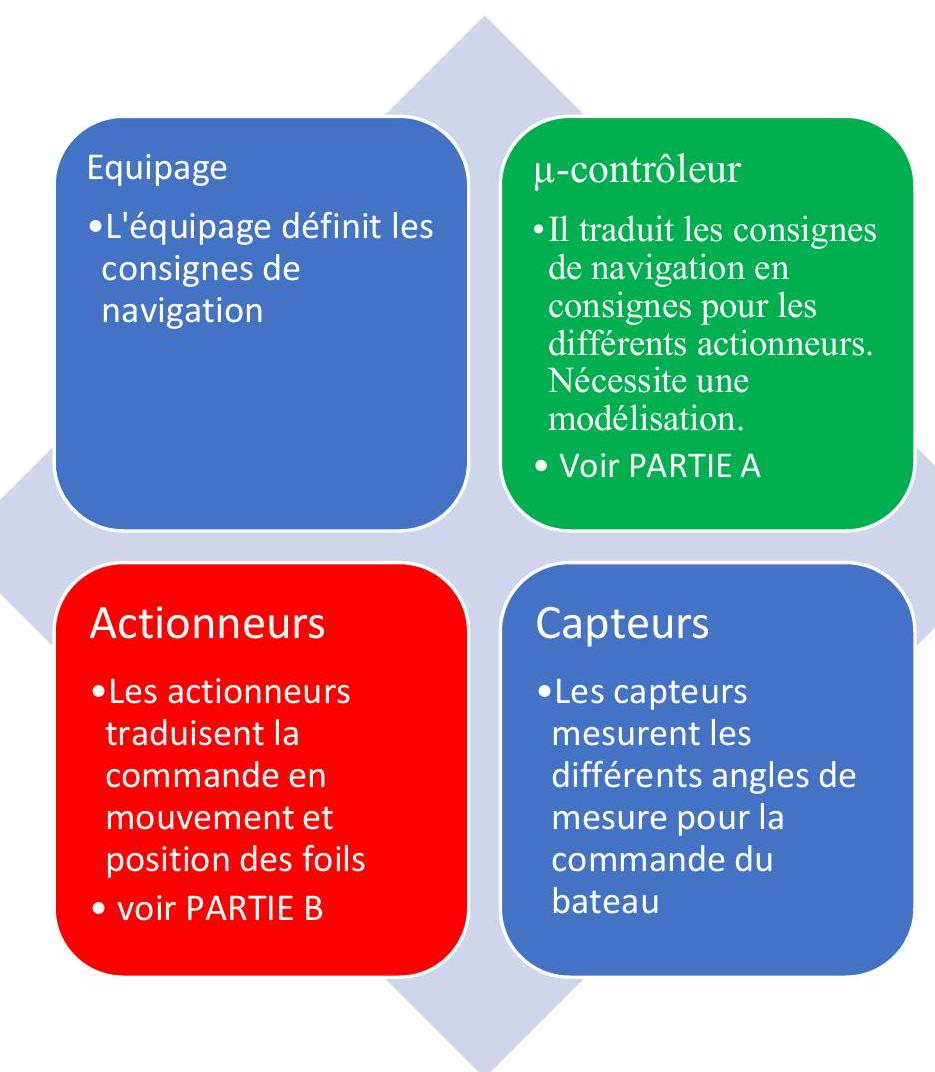 Equipage
•L'équipage définit les
consignes de
navigation
µ-contrôleur
•Il traduit les consignes
de navigation en
consignes pour les
différents actionneurs.
Nécessite une
modélisation.
• Voir PARTIE A
Actionneurs
•Les actionneurs
traduisent la
commande en
mouvement et
position des foils
• voir PARTIE B
Capteurs
•Les capteurs
mesurent les
différents angles de
mesure pour la
commande du
bateau